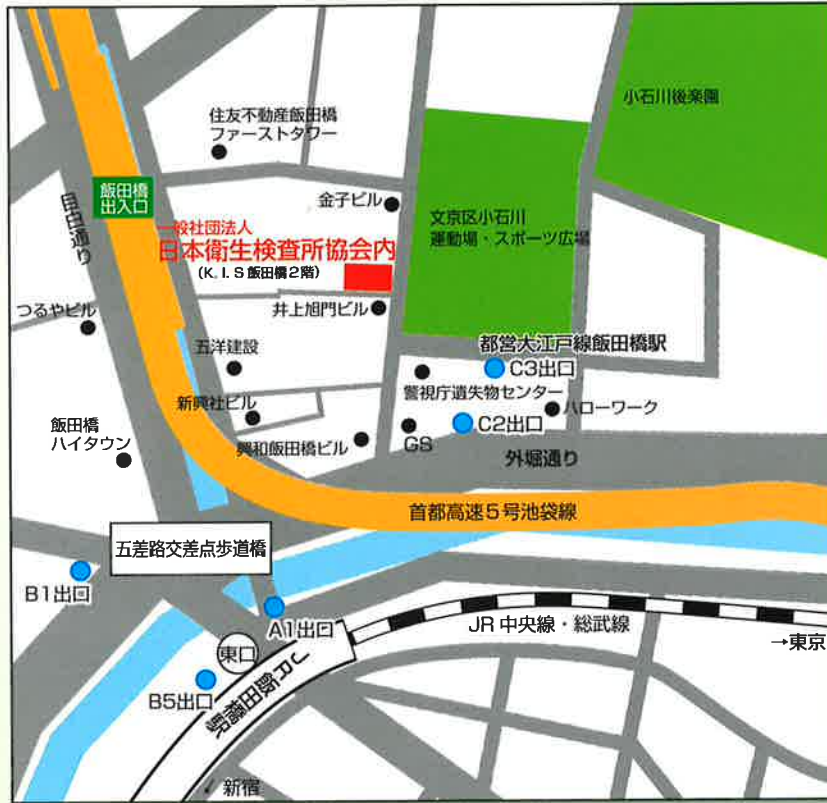 小石川後楽園
住友不動産飯田橋
ファーストタワー
飯田橋
出入口
目白通り
金子ビル
文京区小石川
運動場・スポーツ広場
一般社団法人
日本衛生検査所協会内
(K.I.S飯田橋2階)
つるやビル
井上旭門ビル
五洋建設
都営大江戸線飯田橋駅
C3出口
警視庁遺失物センター
新興社ビル
ハローワーク
飯田橋
ハイタウン
興和飯田橋ビル
GS
C2出口
外堀通り
首都高速5号池袋線
五差路交差点歩道橋
B1出口
A1出口
JR中央線・総武線
→東京
東口
B5出口
JR飯田橋駅
↙新宿